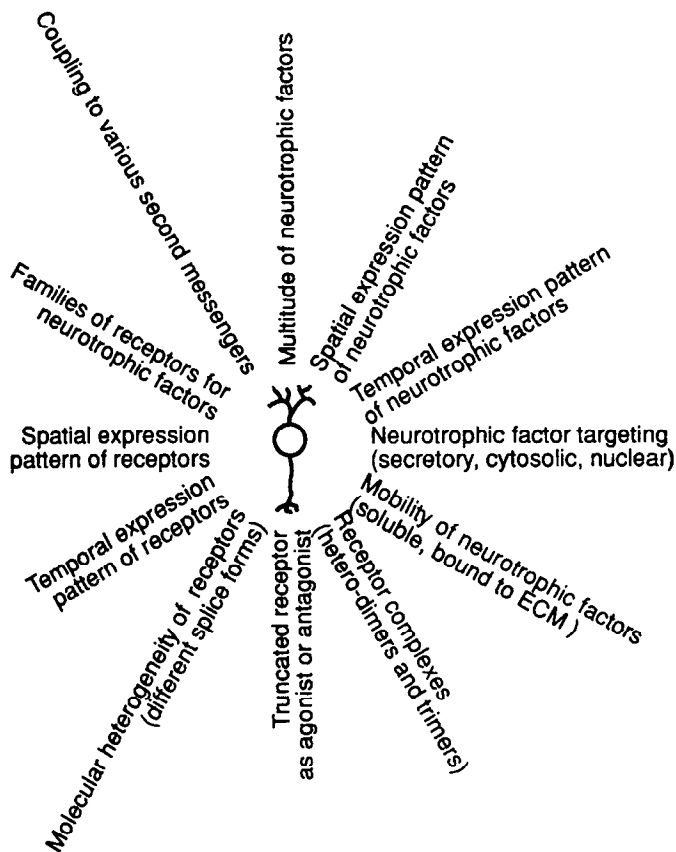 Multitude of neurotrophic factors
Spatial expression pattern
of neurotrophic factors
Temporal expression pattern
of neurotrophic factors
Neurotrophic factor targeting
(secretory, cytosolic, nuclear)
Mobility of neurotrophic factors
(soluble, bound to ECM)
Receptor complexes
(hetero-dimers and trimers)
Truncated receptor
as agonist or antagonist
Molecular heterogeneity of receptors
(different splice forms)
Temporal expression
pattern of receptors
Spatial expression
pattern of receptors
Families of receptors for
neurotrophic factors
Coupling to various second messengers